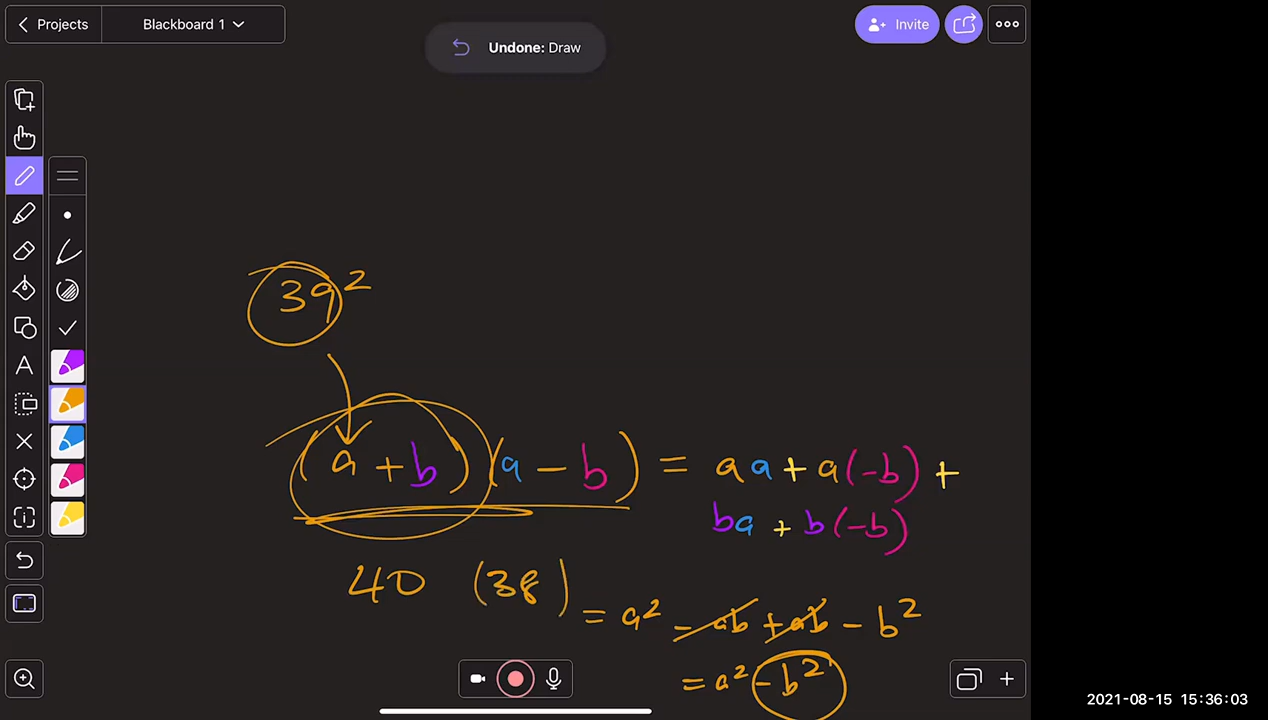 Projects
Blackboard 1
Undone: Draw
Invite
39²
(a + b)(a - b) = aa + a(-b) +
ba + b(-b)
40 (38)
= a² - ab + ab - b²
= a² - b²
2021-08-15 15:36:03